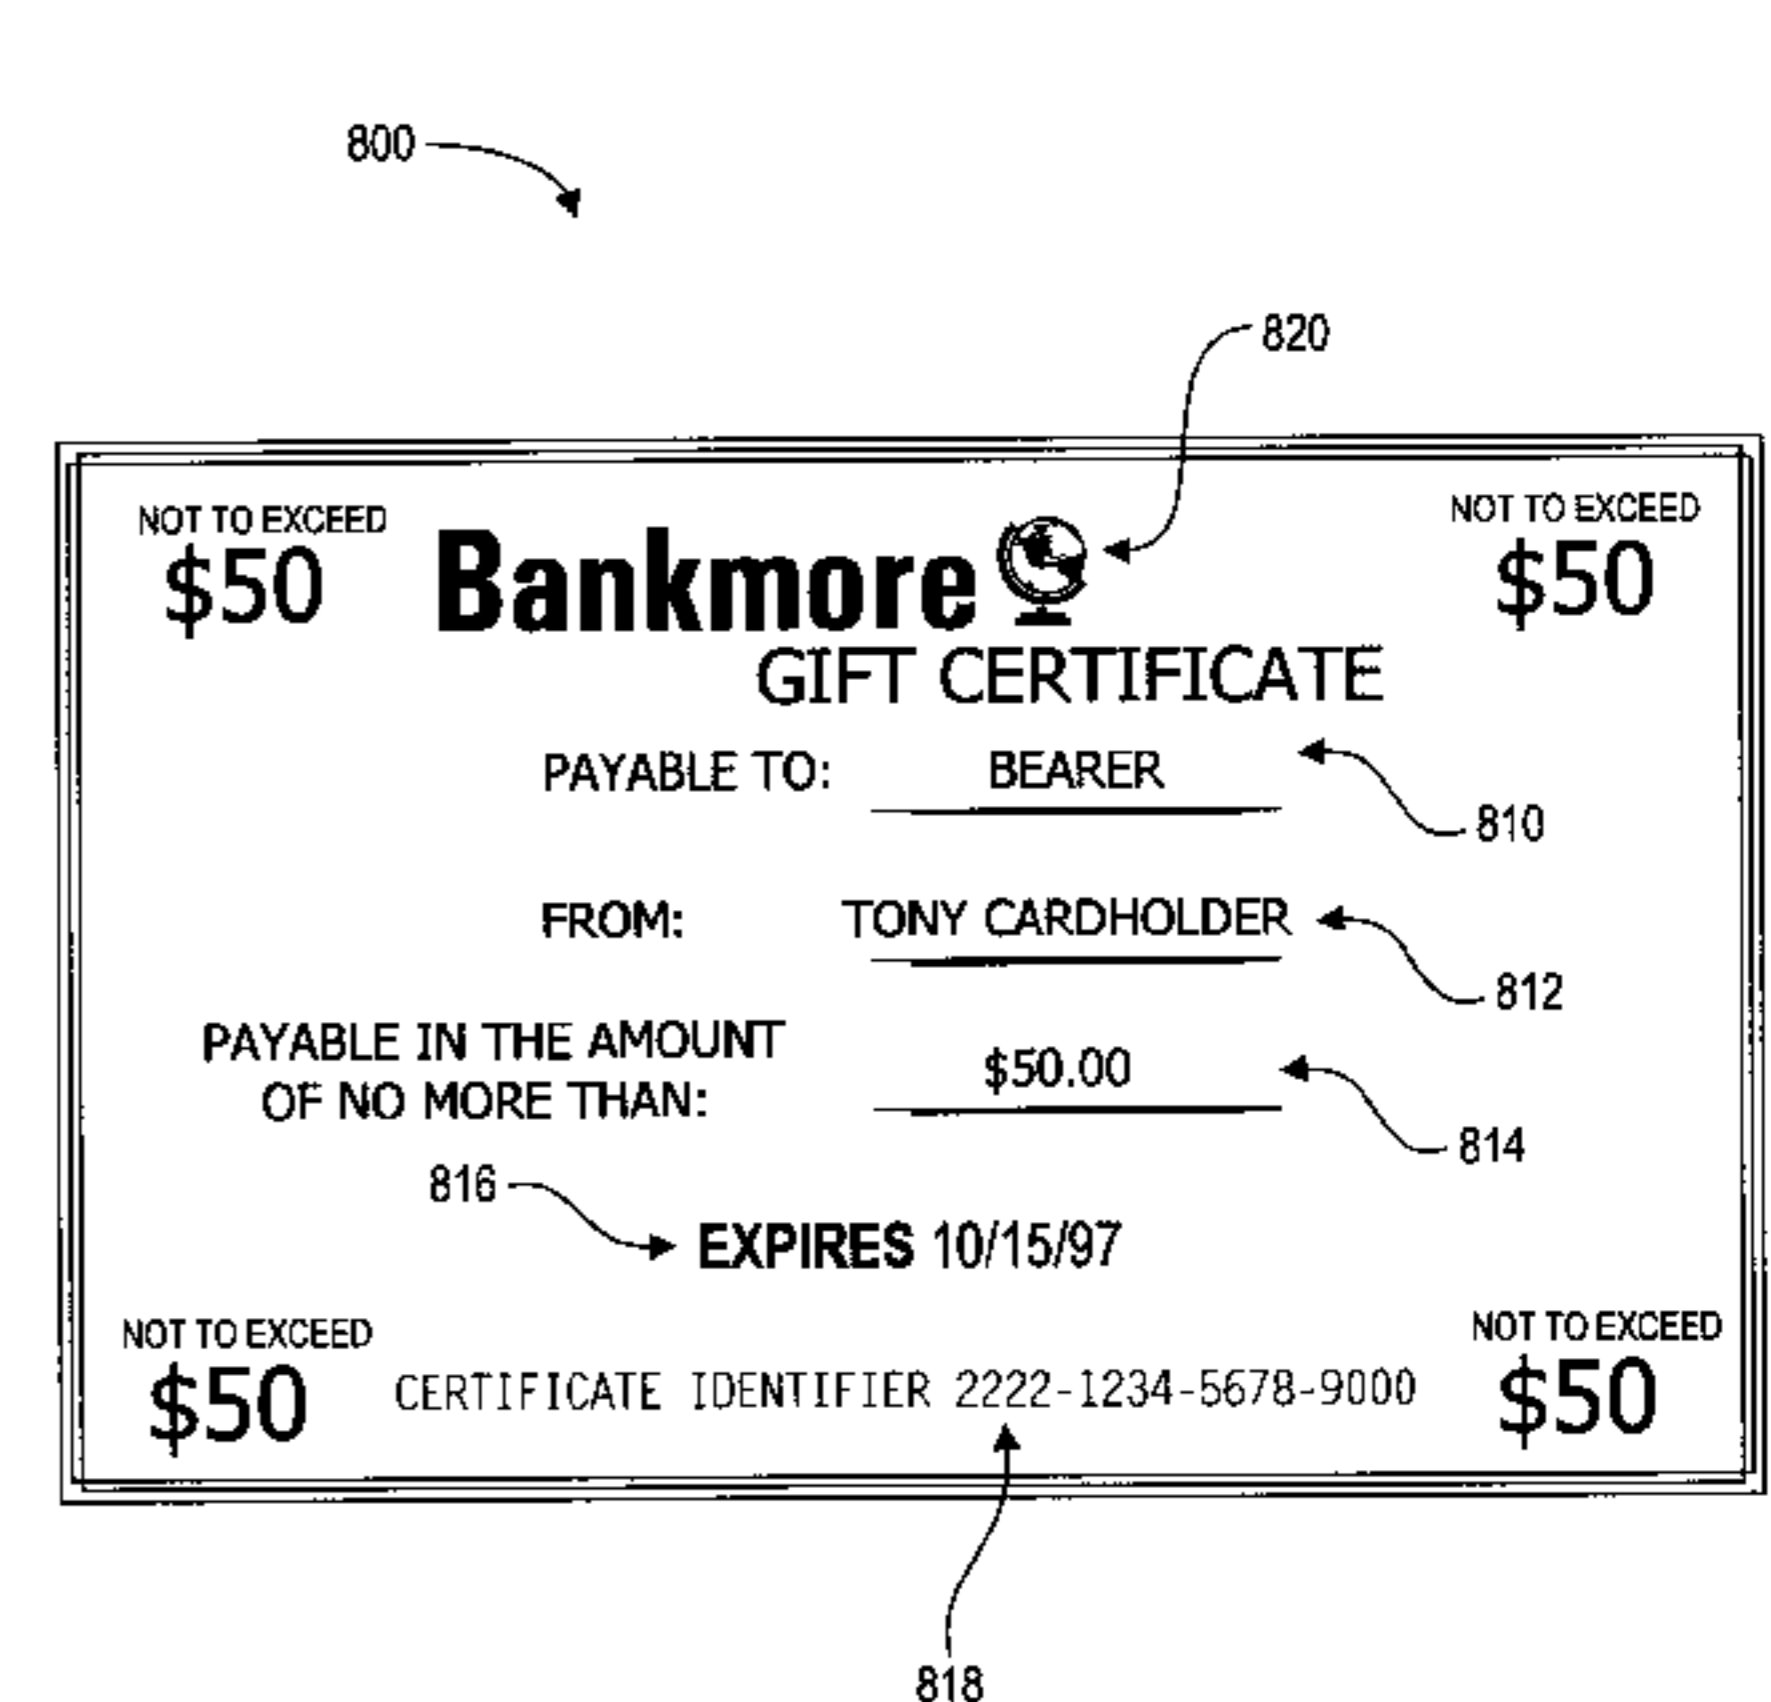 800
820
NOT TO EXCEED
$50
Bankmore
NOT TO EXCEED
$50
GIFT CERTIFICATE
PAYABLE TO: BEARER
810
FROM: TONY CARDHOLDER
812
PAYABLE IN THE AMOUNT
OF NO MORE THAN:
$50.00
814
816
EXPIRES 10/15/97
NOT TO EXCEED
$50
CERTIFICATE IDENTIFIER 2222-1234-5678-9000
NOT TO EXCEED
$50
818